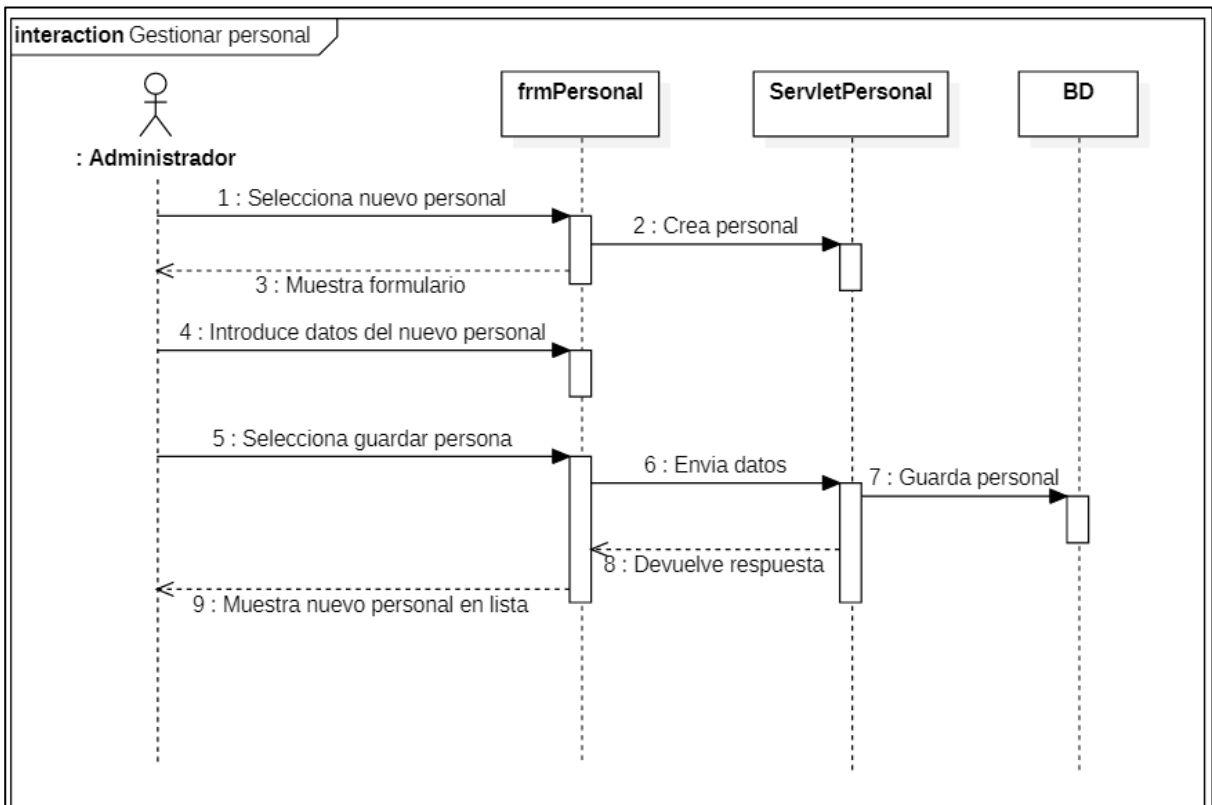 interaction Gestionar personal
frmPersonal
ServletPersonal
BD
: Administrador
1 : Selecciona nuevo personal
2 : Crea personal
3 : Muestra formulario
4 : Introduce datos del nuevo personal
5 : Selecciona guardar persona
6 : Envia datos
7 : Guarda personal
8 : Devuelve respuesta
9 : Muestra nuevo personal en lista